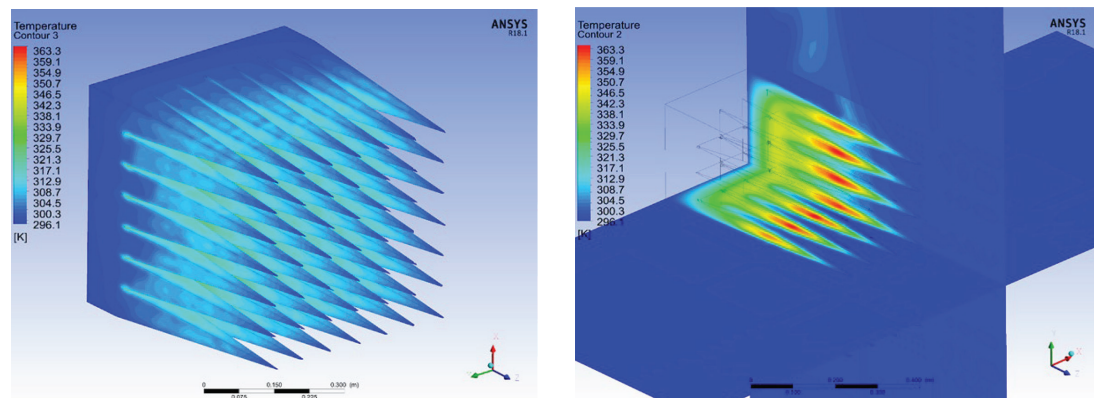 Temperature
Contour 3
363.3
359.1
354.9
350.7
346.5
342.3
338.1
333.9
329.7
325.5
321.3
317.1
312.9
308.7
304.5
300.3
296.1
[K]
ANSYS
R18.1
0 0.150 0.300 (m)
0.075 0.225
X
Z
Temperature
Contour 2
363.3
359.1
354.9
350.7
346.5
342.3
338.1
333.9
329.7
325.5
321.3
317.1
312.9
308.7
304.5
300.3
296.1
[K]
ANSYS
R18.1
0
Y
X
Z